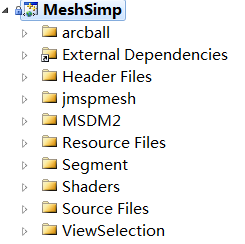 MeshSimp
arcball
External Dependencies
Header Files
jmspmesh
MSDM2
Resource Files
Segment
Shaders
Source Files
ViewSelection